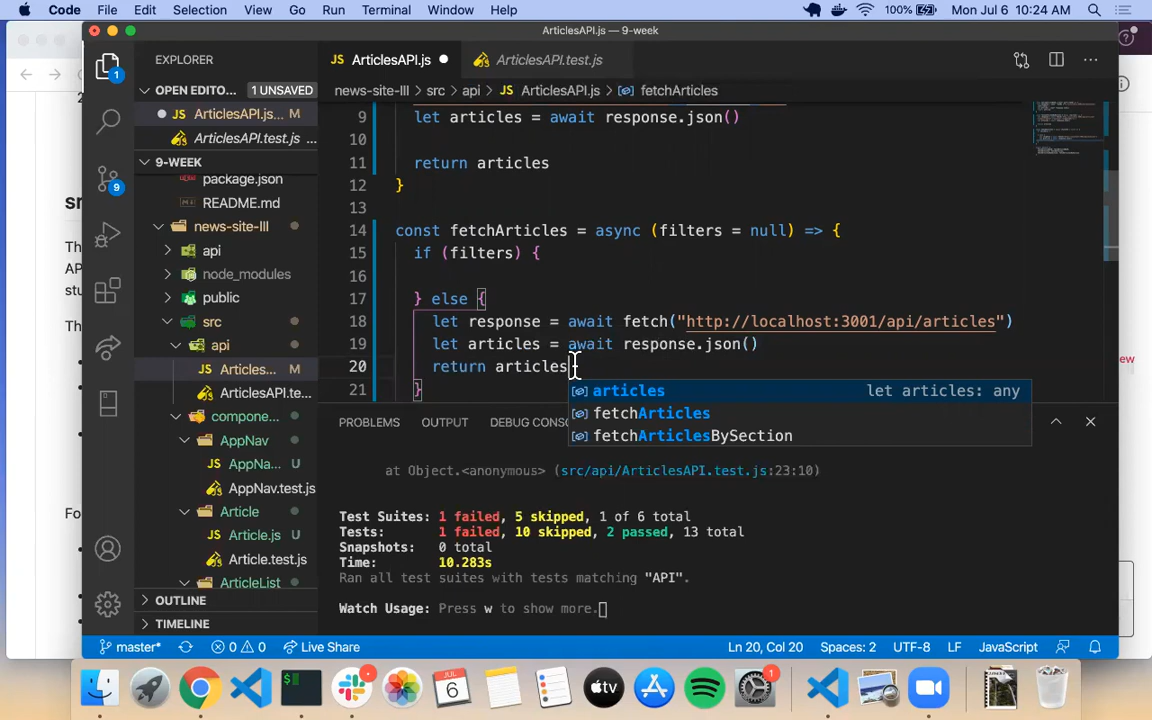 Code File Edit Selection View Go Run Terminal Window Help 100% Mon Jul 6 10:24 AM
ArticlesAPI.js — 9-week
EXPLORER
OPEN EDITO... 1 UNSAVED
ArticlesAPI.js... M
ArticlesAPI.test.js ...
9-WEEK
package.json
README.md
news-site-III
api
node_modules
public
src
api
Articles... M
ArticlesAPI.te...
compone...
AppNav
AppNa... U
AppNav.test.js
Article
Article.js U
Article.test.js
ArticleList
OUTLINE
TIMELINE
1
9
ArticlesAPI.js ArticlesAPI.test.js
news-site-III > src > api > JS ArticlesAPI.js > fetchArticles
9 let articles = await response.json()
10
11 return articles
12 }
13
14 const fetchArticles = async (filters = null) => {
15 if (filters) {
16
17 } else {
18 let response = await fetch("http://localhost:3001/api/articles")
19 let articles = await response.json()
20 return articles
21 }
articles let articles: any
fetchArticles
fetchArticlesBySection
PROBLEMS OUTPUT DEBUG CONS
at Object.<anonymous> (src/api/ArticlesAPI.test.js:23:10)
Test Suites: 1 failed, 5 skipped, 1 of 6 total
Tests: 1 failed, 10 skipped, 2 passed, 13 total
Snapshots: 0 total
Time: 10.283s
Ran all test suites with tests matching "API".
Watch Usage: Press w to show more.
master* 0 0 Live Share Ln 20, Col 20 Spaces: 2 UTF-8 LF JavaScript